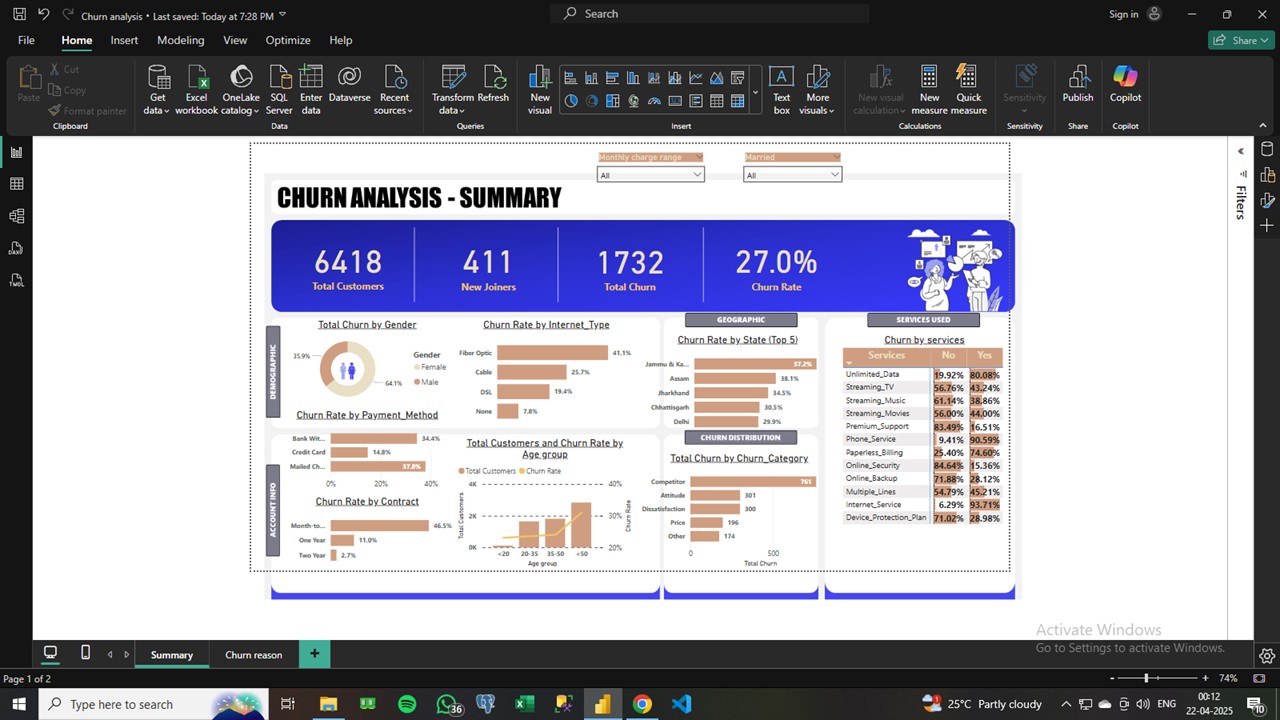 Churn analysis • Last saved: Today at 7:28 PM
Search
Sign in
File Home Insert Modeling View Optimize Help
Share
Paste
Cut
Copy
Format painter
Clipboard
Get data
Excel workbook
OneLake catalog
SQL Server
Enter data
Dataverse
Recent sources
Data
Transform data
Refresh
Queries
New visual
Text box
More visuals
Insert
New visual calculation
New measure
Quick measure
Calculations
Sensitivity
Sensitivity
Publish
Share
Copilot
Copilot
Filters
Monthly charge range
All
Married
All
CHURN ANALYSIS - SUMMARY
6418
Total Customers
411
New Joiners
1732
Total Churn
27.0%
Churn Rate
DEMOGRAPHIC
Total Churn by Gender
35.9%
64.1%
Gender
Female
Male
Churn Rate by Internet_Type
Fiber Optic 41.1%
Cable 25.7%
DSL 19.4%
None 7.8%
ACCOUNT INFO
Churn Rate by Payment_Method
Bank Wit... 34.4%
Credit Card 14.8%
Mailed Ch... 37.8%
0% 20% 40%
Churn Rate by Contract
Month-to... 46.5%
One Year 11.0%
Two Year 2.7%
Total Customers and Churn Rate by
Age group
Total Customers Churn Rate
4K 40%
2K 30%
0K 20%
Total Customers
Churn Rate
<20 20-35 35-50 <50
Age group
GEOGRAPHIC
Churn Rate by State (Top 5)
Jammu & Ka... 57.2%
Assam 38.1%
Jharkhand 34.5%
Chhattisgarh 30.5%
Delhi 29.9%
CHURN DISTRIBUTION
Total Churn by Churn_Category
Competitor 761
Attitude 301
Dissatisfaction 300
Price 196
Other 174
0 500
Total Churn
SERVICES USED
Churn by services
Services No Yes
Unlimited_Data 19.92% 80.08%
Streaming_TV 56.76% 43.24%
Streaming_Music 61.14% 38.86%
Streaming_Movies 56.00% 44.00%
Premium_Support 83.49% 16.51%
Phone_Service 9.41% 90.59%
Paperless_Billing 25.40% 74.60%
Online_Security 84.64% 15.36%
Online_Backup 71.88% 28.12%
Multiple_Lines 54.79% 45.21%
Internet_Service 6.29% 93.71%
Device_Protection_Plan 71.02% 28.98%
Activate Windows
Go to Settings to activate Windows.
Summary
Churn reason
Page 1 of 2
74%
Type here to search
36
25°C Partly cloudy
ENG
00:12
22-04-2025
10